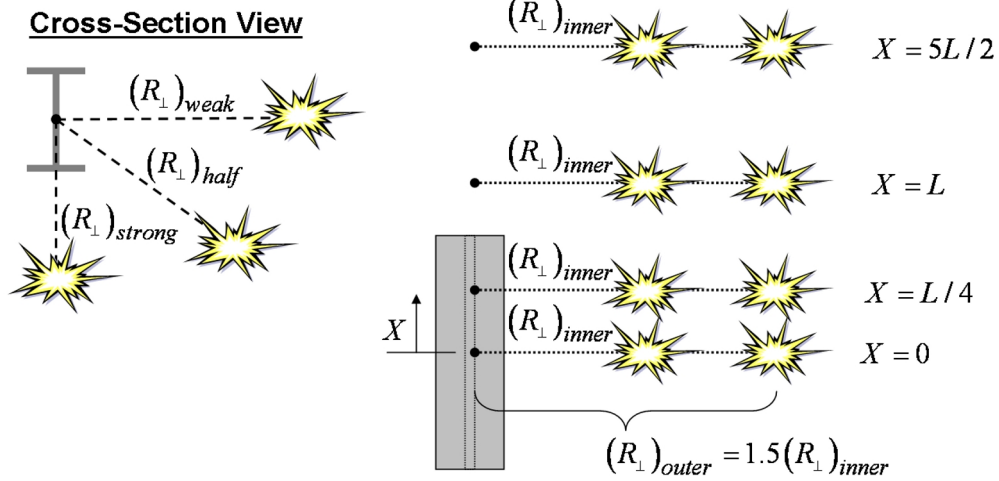 Cross-Section View
(R⊥)weak
(R⊥)half
(R⊥)strong
(R⊥)inner
X = 5L/2
(R⊥)inner
X = L
(R⊥)inner
X = L/4
(R⊥)inner
X = 0
X
(R⊥)outer = 1.5(R⊥)inner